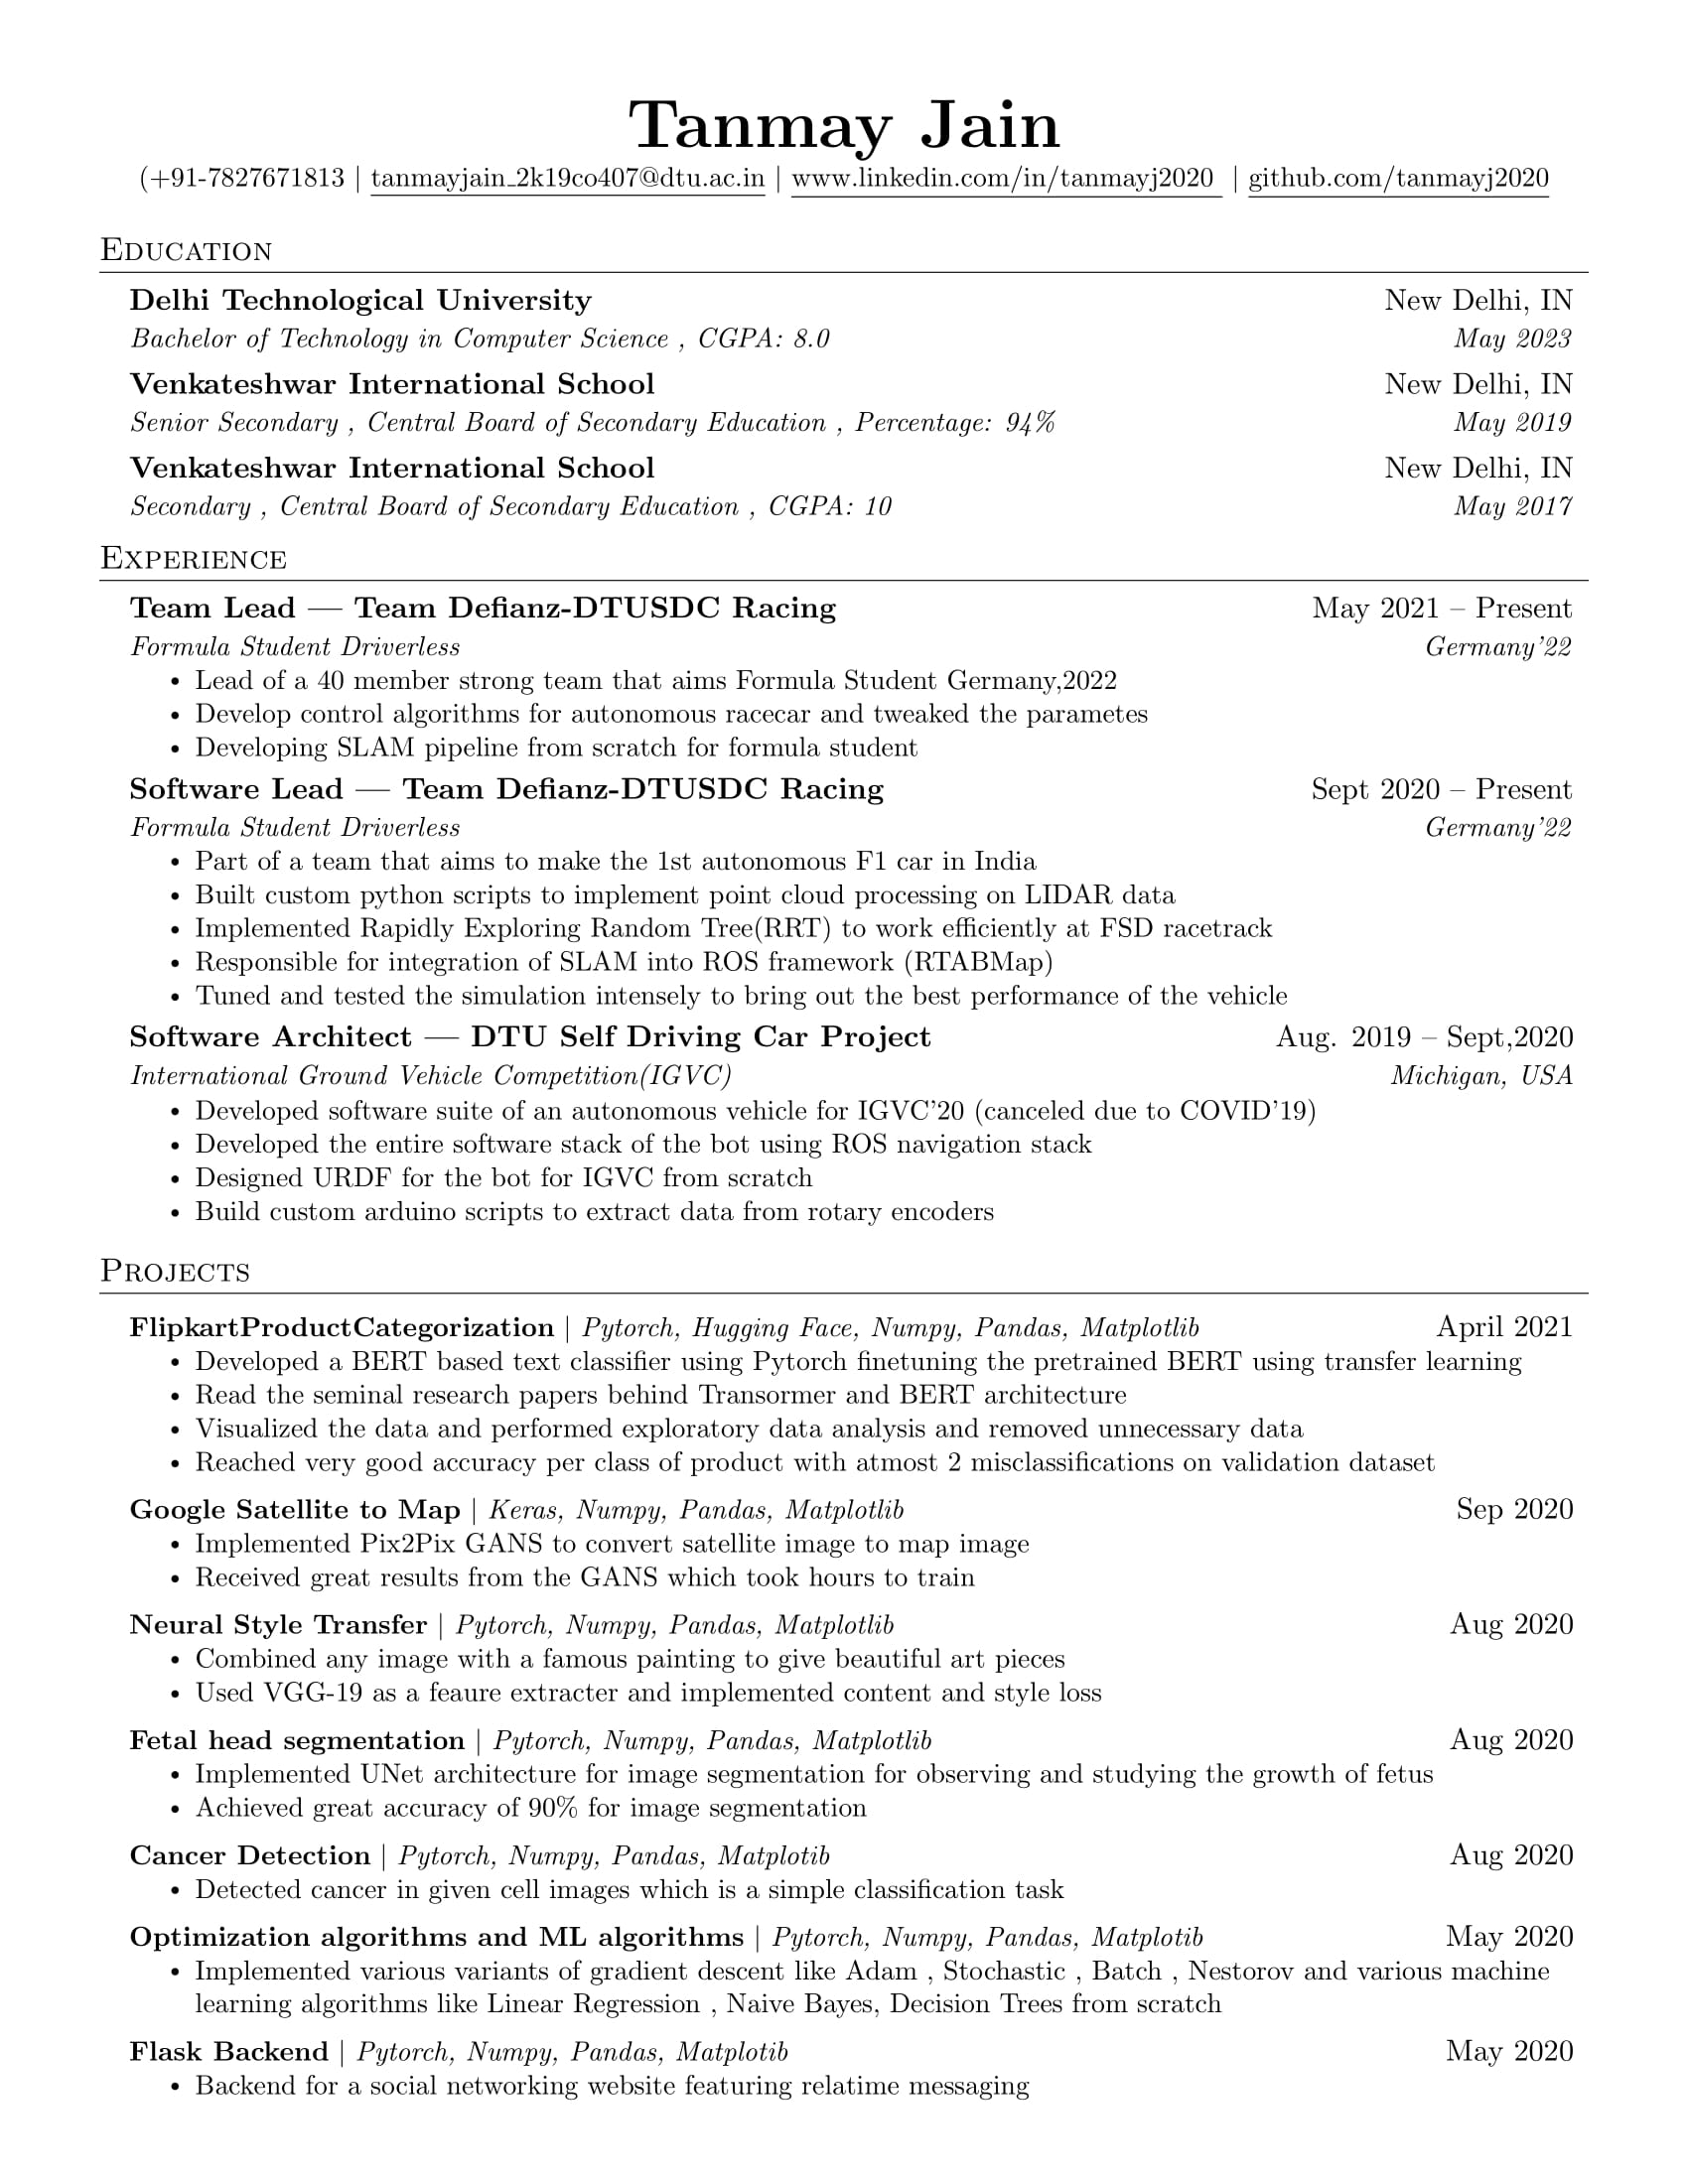 Tanmay Jain
(+91-7827671813 | tanmayjain_2k19co407@dtu.ac.in | www.linkedin.com/in/tanmayj2020 | github.com/tanmayj2020
Education
Delhi Technological University New Delhi, IN
Bachelor of Technology in Computer Science , CGPA: 8.0 May 2023
Venkateshwar International School New Delhi, IN
Senior Secondary , Central Board of Secondary Education , Percentage: 94% May 2019
Venkateshwar International School New Delhi, IN
Secondary , Central Board of Secondary Education , CGPA: 10 May 2017
Experience
Team Lead — Team Defianz-DTUSDC Racing May 2021 – Present
Formula Student Driverless Germany'22
• Lead of a 40 member strong team that aims Formula Student Germany,2022
• Develop control algorithms for autonomous racecar and tweaked the parametes
• Developing SLAM pipeline from scratch for formula student
Software Lead — Team Defianz-DTUSDC Racing Sept 2020 – Present
Formula Student Driverless Germany'22
• Part of a team that aims to make the 1st autonomous F1 car in India
• Built custom python scripts to implement point cloud processing on LIDAR data
• Implemented Rapidly Exploring Random Tree(RRT) to work efficiently at FSD racetrack
• Responsible for integration of SLAM into ROS framework (RTABMap)
• Tuned and tested the simulation intensely to bring out the best performance of the vehicle
Software Architect — DTU Self Driving Car Project Aug. 2019 – Sept,2020
International Ground Vehicle Competition(IGVC) Michigan, USA
• Developed software suite of an autonomous vehicle for IGVC'20 (canceled due to COVID'19)
• Developed the entire software stack of the bot using ROS navigation stack
• Designed URDF for the bot for IGVC from scratch
• Build custom arduino scripts to extract data from rotary encoders
Projects
FlipkartProductCategorization | Pytorch, Hugging Face, Numpy, Pandas, Matplotlib April 2021
• Developed a BERT based text classifier using Pytorch finetuning the pretrained BERT using transfer learning
• Read the seminal research papers behind Transormer and BERT architecture
• Visualized the data and performed exploratory data analysis and removed unnecessary data
• Reached very good accuracy per class of product with atmost 2 misclassifications on validation dataset
Google Satellite to Map | Keras, Numpy, Pandas, Matplotlib Sep 2020
• Implemented Pix2Pix GANS to convert satellite image to map image
• Received great results from the GANS which took hours to train
Neural Style Transfer | Pytorch, Numpy, Pandas, Matplotlib Aug 2020
• Combined any image with a famous painting to give beautiful art pieces
• Used VGG-19 as a feaure extracter and implemented content and style loss
Fetal head segmentation | Pytorch, Numpy, Pandas, Matplotlib Aug 2020
• Implemented UNet architecture for image segmentation for observing and studying the growth of fetus
• Achieved great accuracy of 90% for image segmentation
Cancer Detection | Pytorch, Numpy, Pandas, Matplotib Aug 2020
• Detected cancer in given cell images which is a simple classification task
Optimization algorithms and ML algorithms | Pytorch, Numpy, Pandas, Matplotib May 2020
• Implemented various variants of gradient descent like Adam , Stochastic , Batch , Nestorov and various machine
learning algorithms like Linear Regression , Naive Bayes, Decision Trees from scratch
Flask Backend | Pytorch, Numpy, Pandas, Matplotib May 2020
• Backend for a social networking website featuring relatime messaging